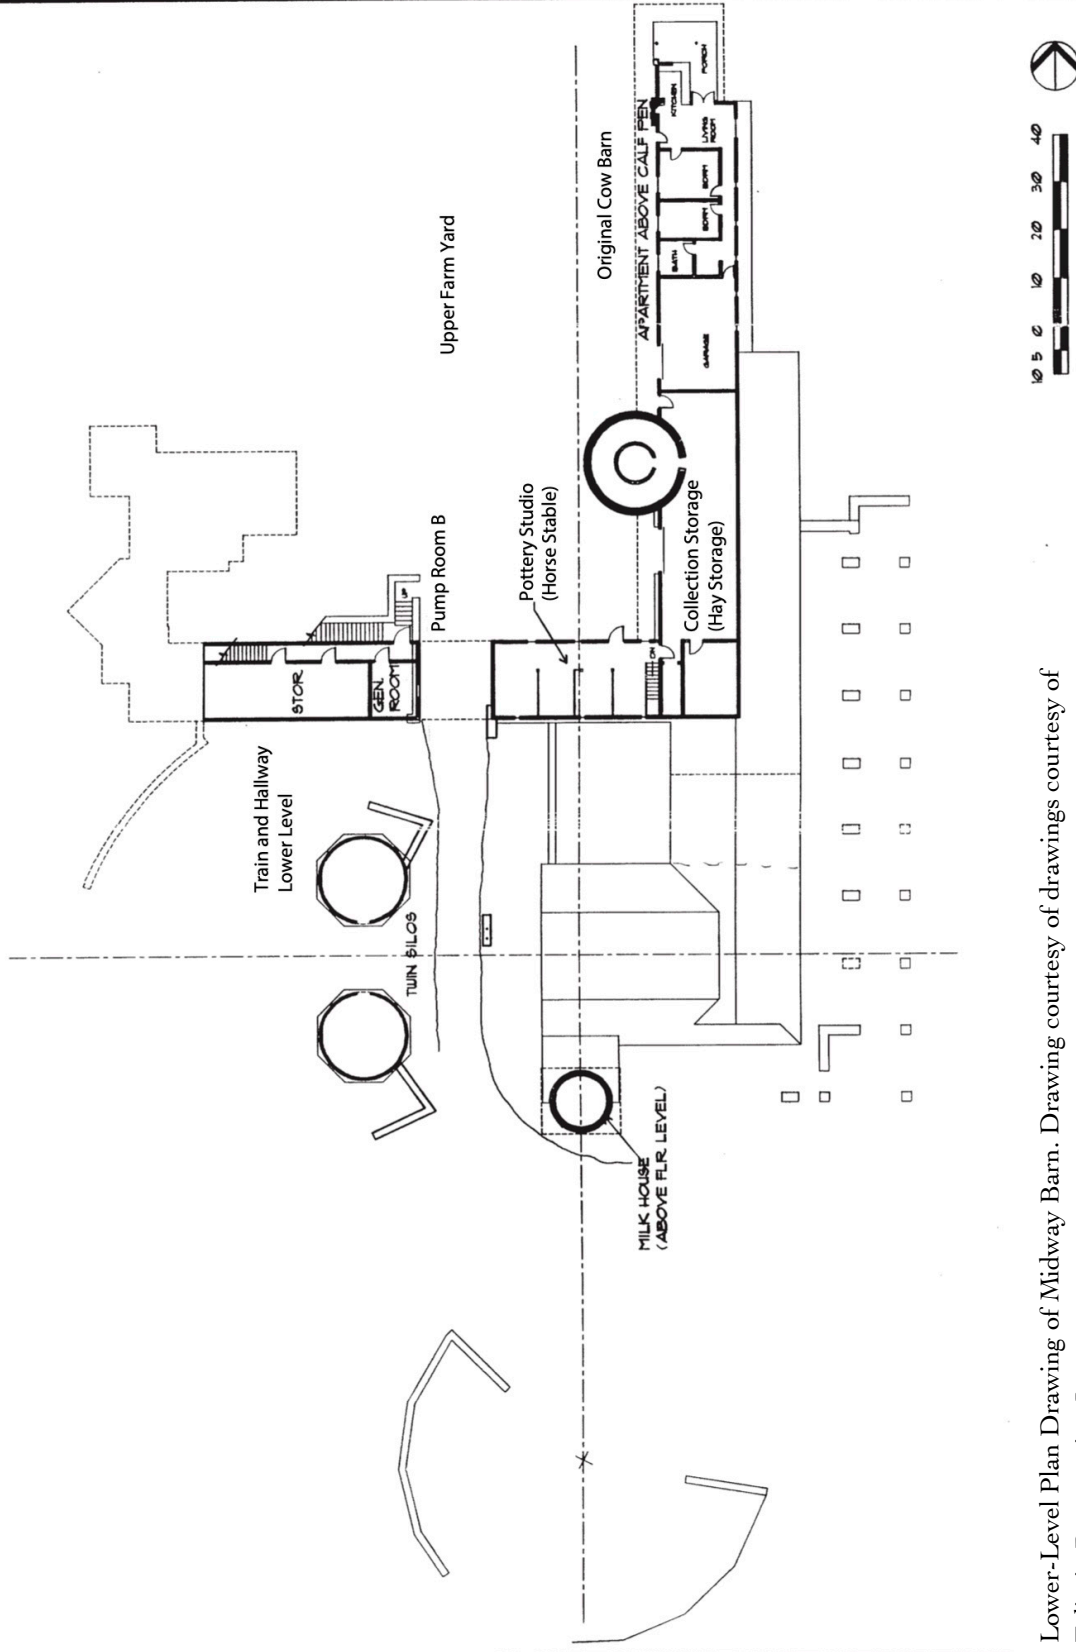 Train and Hallway
Lower Level
STOR.
GEN.
ROOM
UP
Pump Room B
Upper Farm Yard
TWIN SILOS
Pottery Studio
(Horse Stable)
Original Cow Barn
APARTMENT ABOVE CALF PEN
MILK HOUSE
(ABOVE FLR. LEVEL)
DN
Collection Storage
(Hay Storage)
GARAGE
BATH
BDRM
BDRM
LIVING
ROOM
KITCHEN
PORCH
10 5 0 10 20 30 40
Lower-Level Plan Drawing of Midway Barn. Drawing courtesy of drawings courtesy of